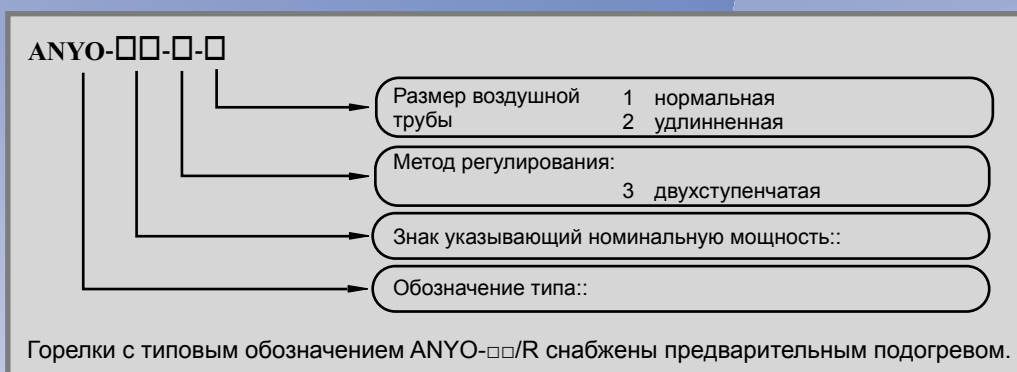 ANYO-□□-□-□
Размер воздушной 1 нормальная
трубы 2 удлинненная
Метод регулирования:
3 двухступенчатая
Знак указывающий номинальную мощность::
Обозначение типа::
Горелки с типовым обозначением ANYO-□□/R снабжены предварительным подогревом.